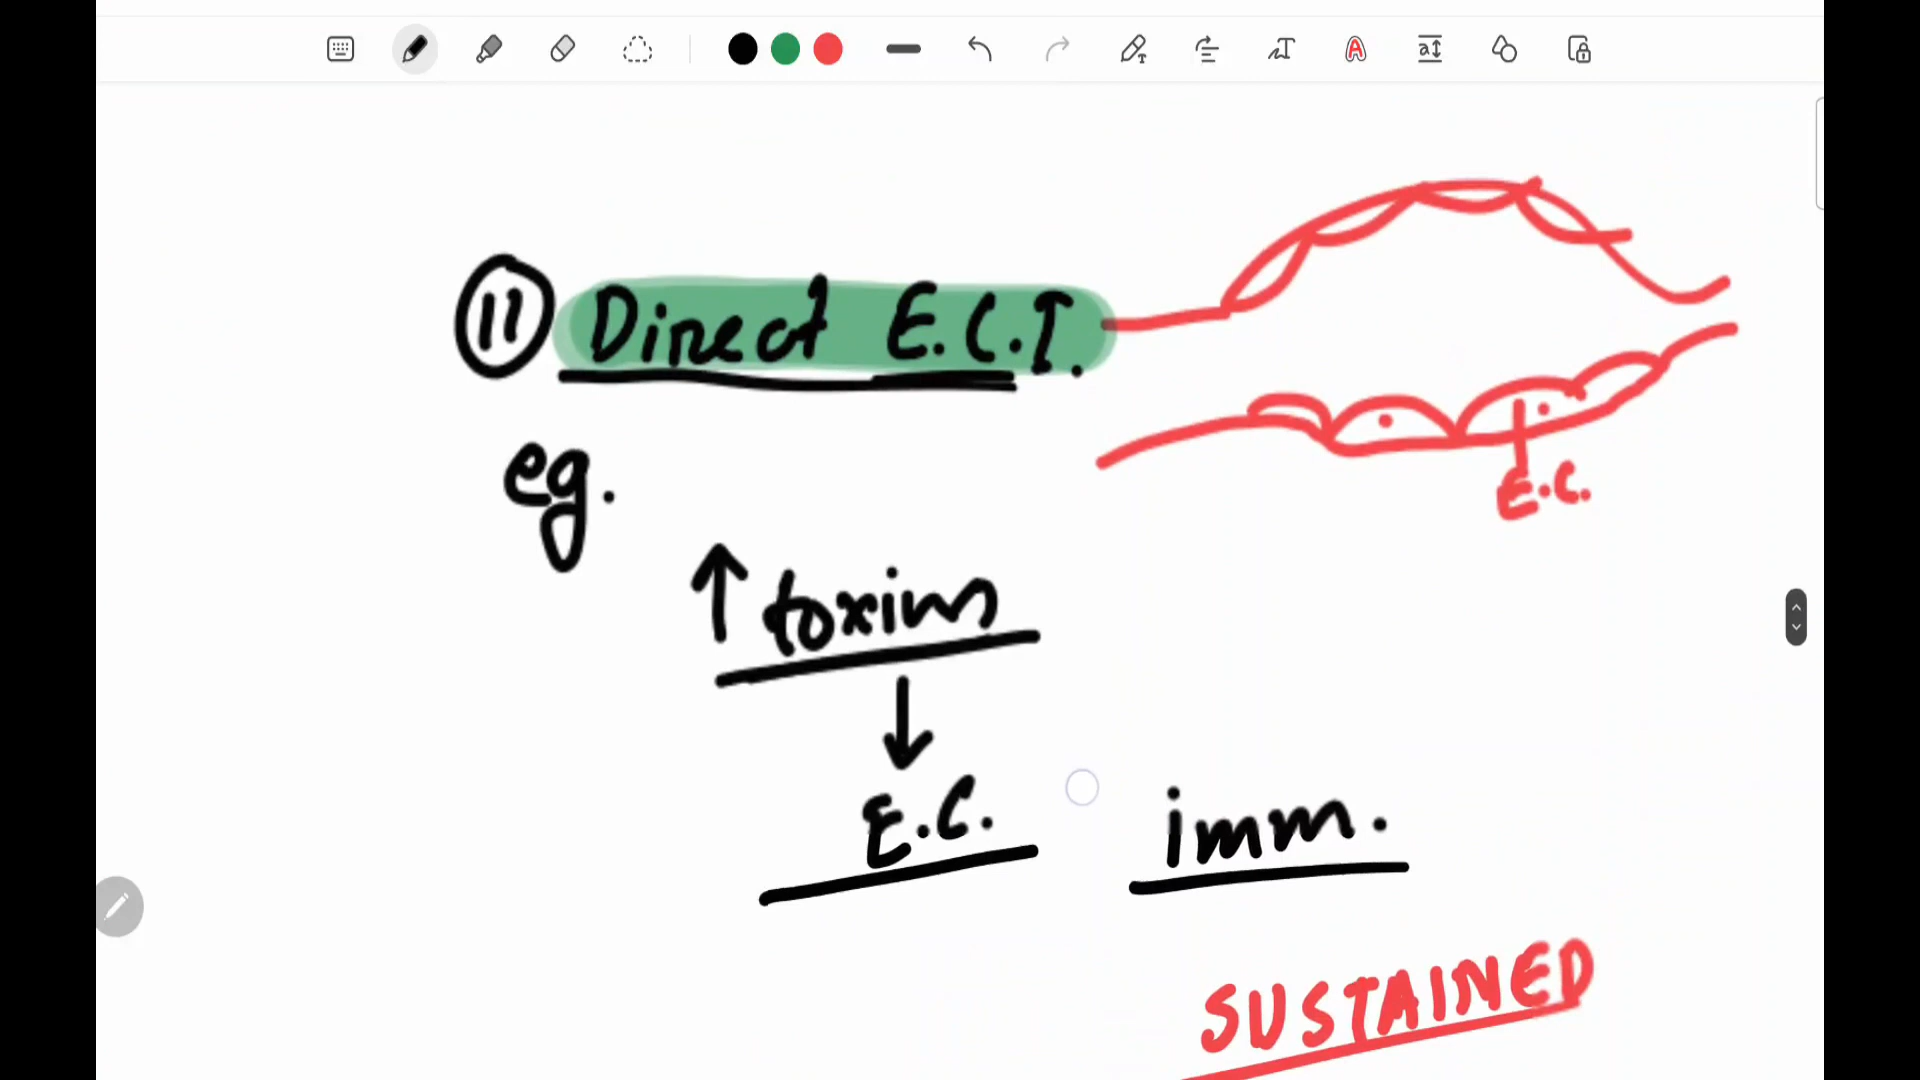 11 Direct E.C.I.
E.C.
eg.
↑ toxins
↓
E.C. imm.
SUSTAINED